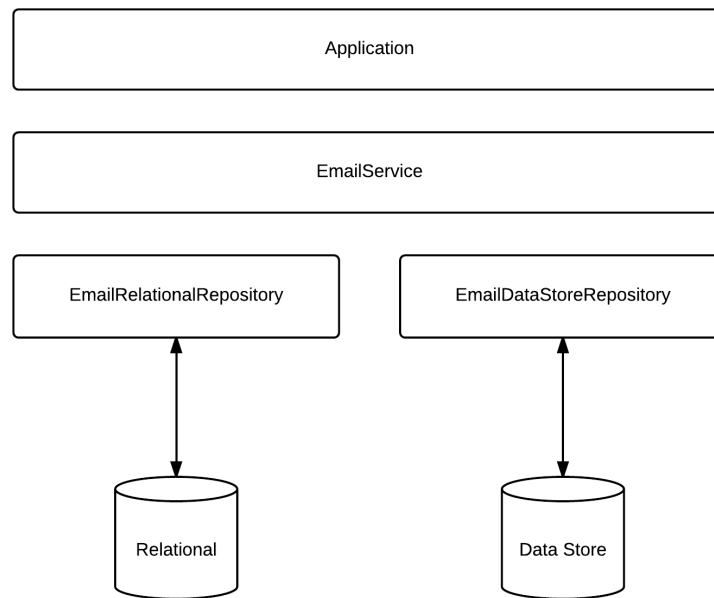 Application
EmailService
EmailRelationalRepository
EmailDataStoreRepository
Relational
Data Store